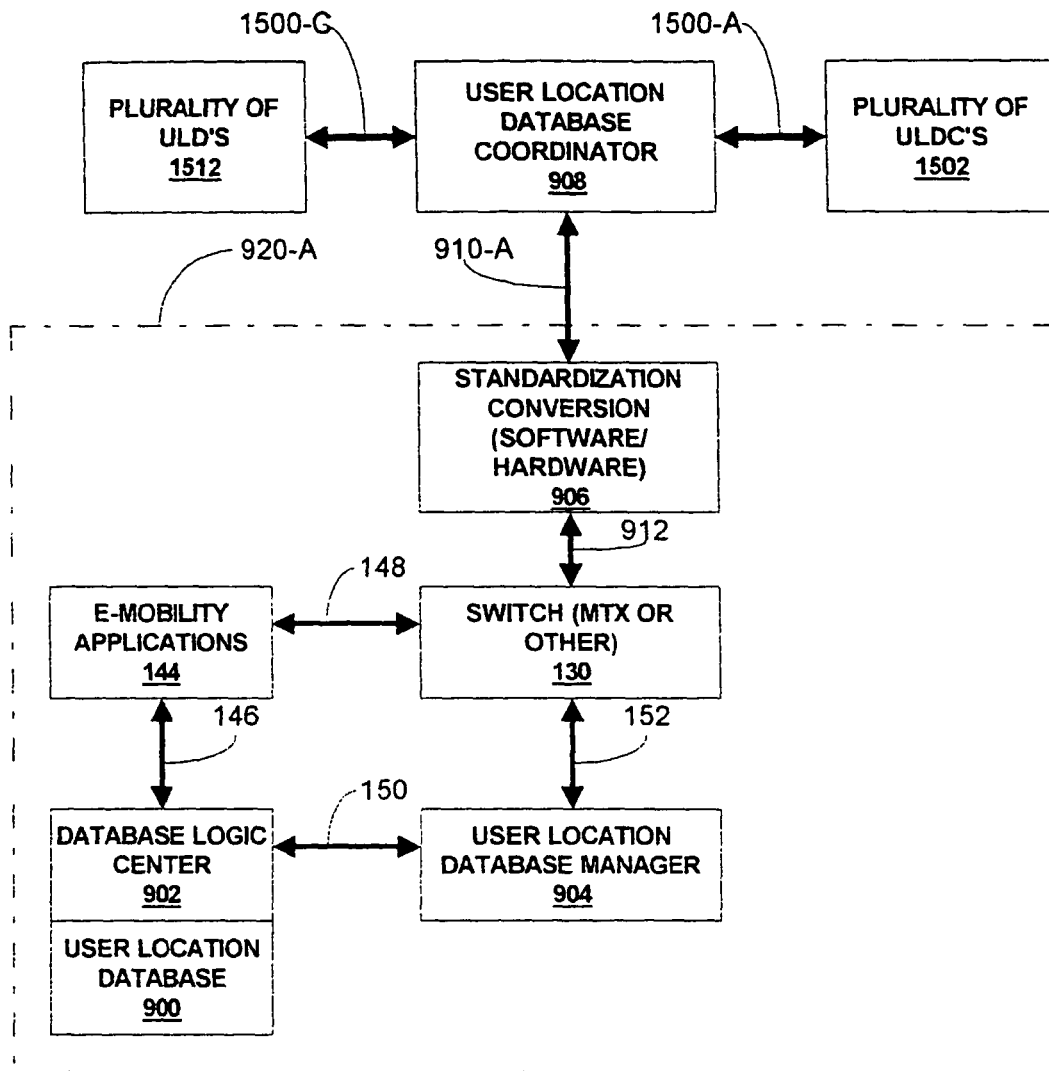 1500-C
1500-A
PLURALITY OF
ULD'S
1512
USER LOCATION
DATABASE
COORDINATOR
908
PLURALITY OF
ULDC'S
1502
920-A
910-A
STANDARDIZATION
CONVERSION
(SOFTWARE/
HARDWARE)
906
912
148
E-MOBILITY
APPLICATIONS
144
SWITCH (MTX OR
OTHER)
130
146
152
150
DATABASE LOGIC
CENTER
902
USER LOCATION
DATABASE MANAGER
904
USER LOCATION
DATABASE
900